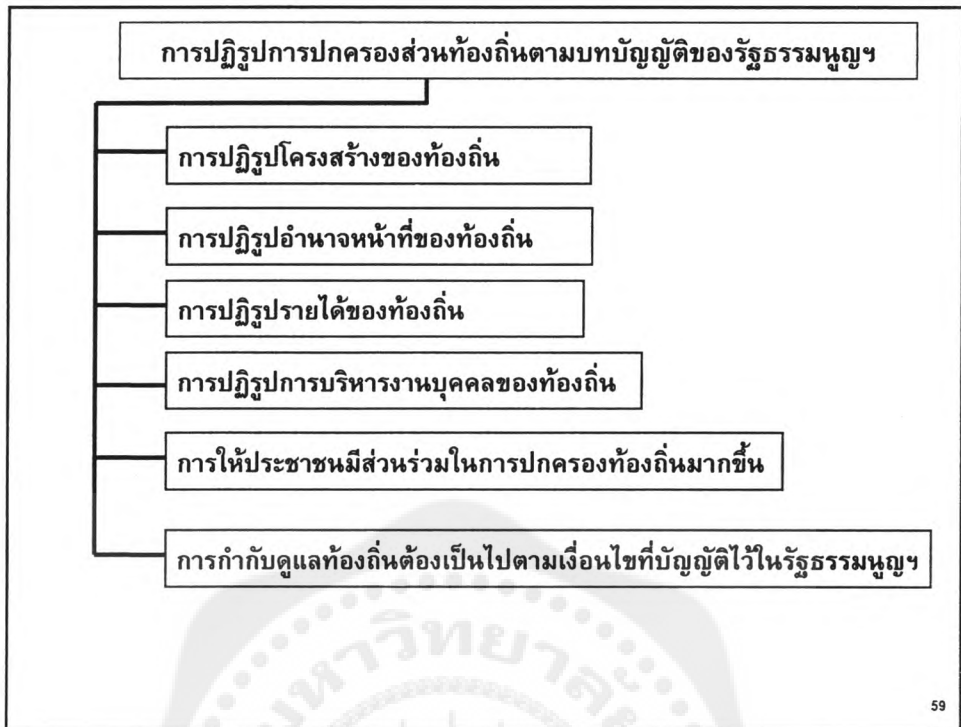 การปฏิรูปการปกครองส่วนท้องถิ่นตามบทบัญญัติของรัฐธรรมนูญฯ
การปฏิรูปโครงสร้างของท้องถิ่น
การปฏิรูปอำนาจหน้าที่ของท้องถิ่น
การปฏิรูปรายได้ของท้องถิ่น
การปฏิรูปการบริหารงานบุคคลของท้องถิ่น
การให้ประชาชนมีส่วนร่วมในการปกครองท้องถิ่นมากขึ้น
การกำกับดูแลท้องถิ่นต้องเป็นไปตามเงื่อนไขที่บัญญัติไว้ในรัฐธรรมนูญฯ
59